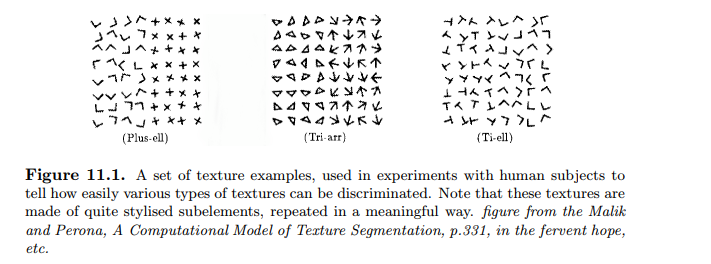 (Plus-ell) (Tri-arr) (Ti-ell)
Figure 11.1. A set of texture examples, used in experiments with human subjects to
tell how easily various types of textures can be discriminated. Note that these textures are
made of quite stylised subelements, repeated in a meaningful way. figure from the Malik
and Perona, A Computational Model of Texture Segmentation, p.331, in the fervent hope,
etc.